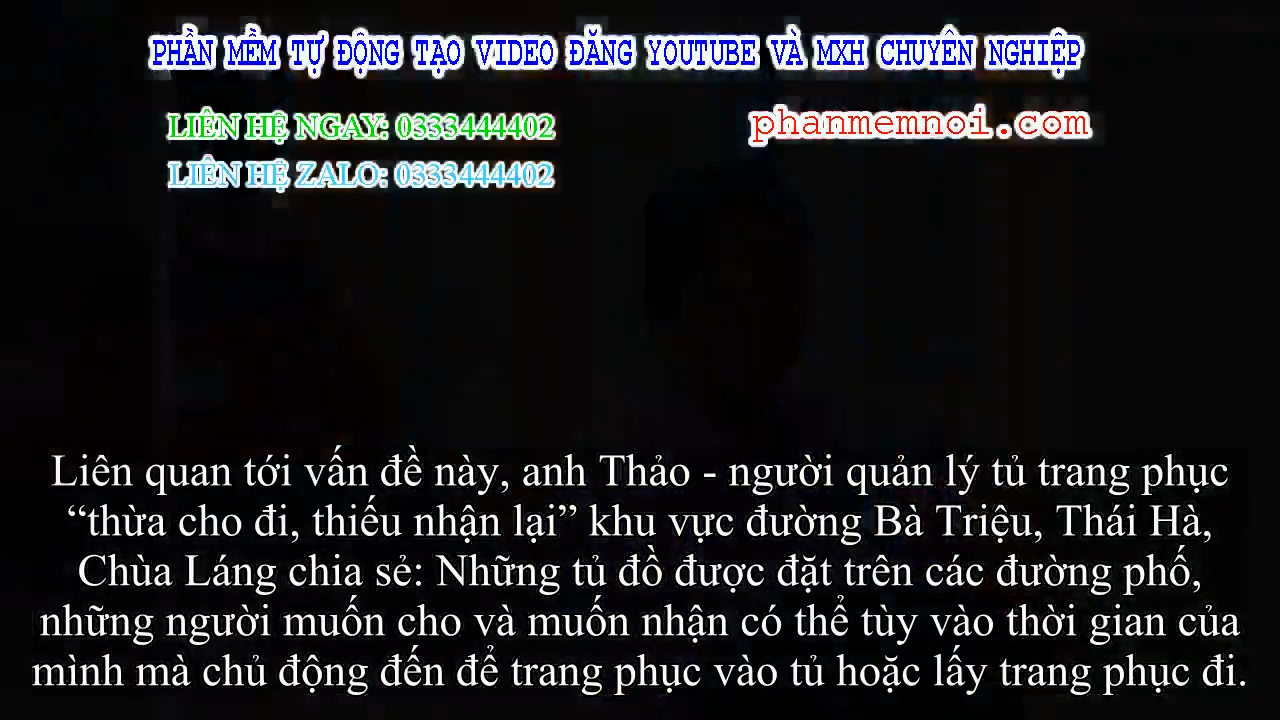 PHẦN MỀM TỰ ĐỘNG TẠO VIDEO ĐĂNG YOUTUBE VÀ MXH CHUYÊN NGHIỆP
LIÊN HỆ NGAY: 0333444402
phanmemnoi.com
LIÊN HỆ ZALO: 0333444402
Liên quan tới vấn đề này, anh Thảo - người quản lý tủ trang phục
“thừa cho đi, thiếu nhận lại” khu vực đường Bà Triệu, Thái Hà,
Chùa Láng chia sẻ: Những tủ đồ được đặt trên các đường phố,
những người muốn cho và muốn nhận có thể tùy vào thời gian của
mình mà chủ động đến để trang phục vào tủ hoặc lấy trang phục đi.